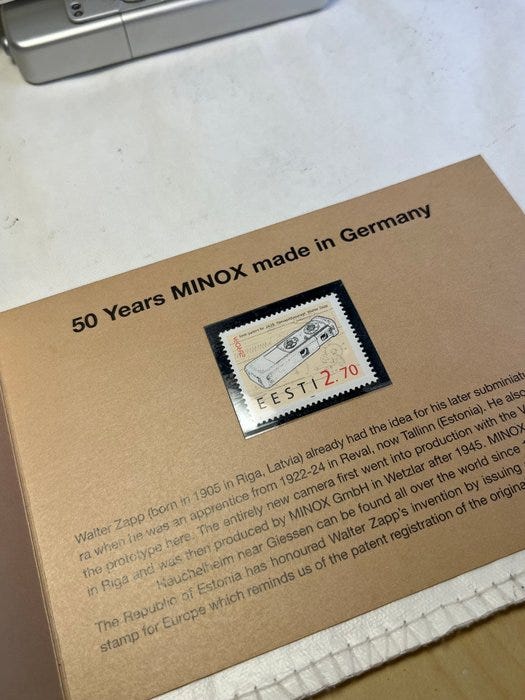 50 Years MINOX made in Germany
EESTI 2.70
Walter Zapp (born in 1905 in Riga, Latvia) already had the idea for his later subminiatu
ra when he was an apprentice from 1922-24 in Reval, now Tallinn (Estonia). He also
the prototype here. The entirely new camera first went into production with the
in Riga and was then produced by MINOX GmbH in Wetzlar after 1945. MINOX
Heuchelheim near Giessen can be found all over the world since
The Republic of Estonia has honoured Walter Zapp's invention by issuing
stamp for Europe which reminds us of the patent registration of the origina